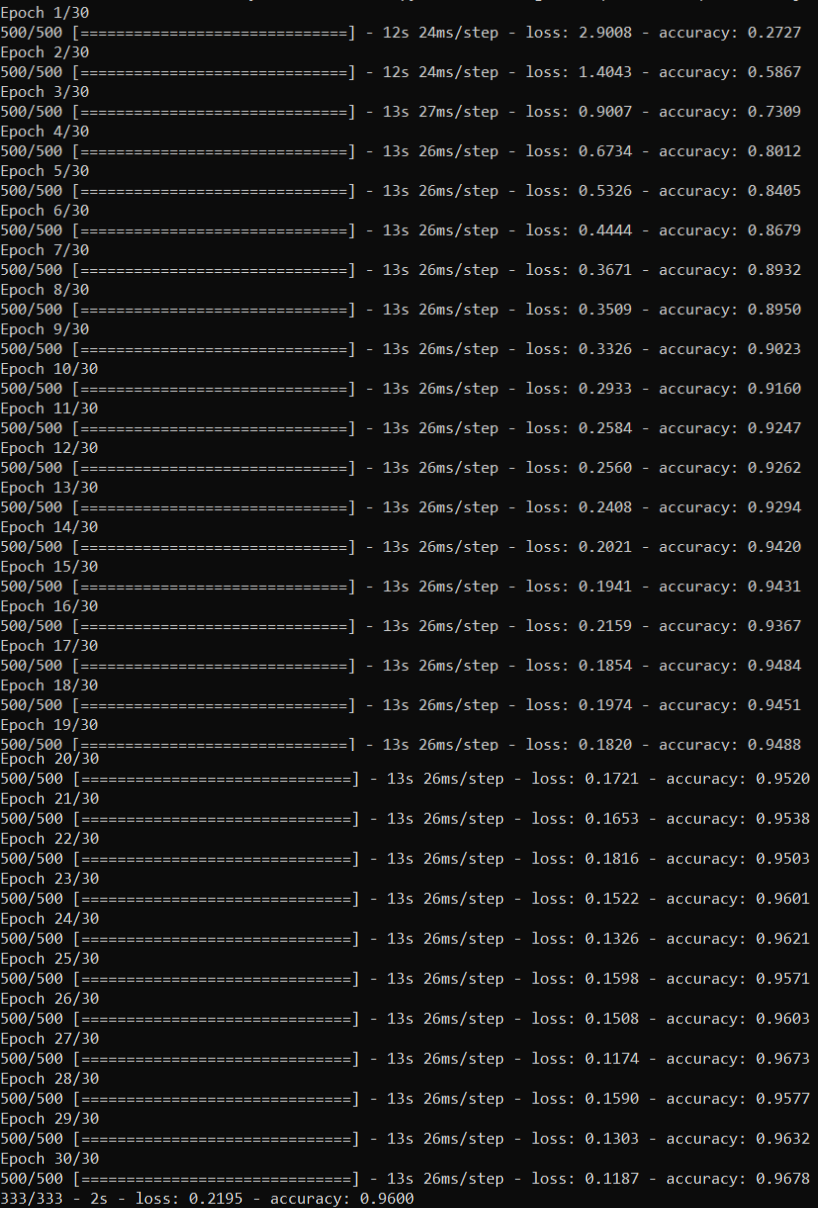 Epoch 1/30
500/500 [==============================] - 12s 24ms/step - loss: 2.9008 - accuracy: 0.2727
Epoch 2/30
500/500 [==============================] - 12s 24ms/step - loss: 1.4043 - accuracy: 0.5867
Epoch 3/30
500/500 [==============================] - 13s 27ms/step - loss: 0.9007 - accuracy: 0.7309
Epoch 4/30
500/500 [==============================] - 13s 26ms/step - loss: 0.6734 - accuracy: 0.8012
Epoch 5/30
500/500 [==============================] - 13s 26ms/step - loss: 0.5326 - accuracy: 0.8405
Epoch 6/30
500/500 [==============================] - 13s 26ms/step - loss: 0.4444 - accuracy: 0.8679
Epoch 7/30
500/500 [==============================] - 13s 26ms/step - loss: 0.3671 - accuracy: 0.8932
Epoch 8/30
500/500 [==============================] - 13s 26ms/step - loss: 0.3509 - accuracy: 0.8950
Epoch 9/30
500/500 [==============================] - 13s 26ms/step - loss: 0.3326 - accuracy: 0.9023
Epoch 10/30
500/500 [==============================] - 13s 26ms/step - loss: 0.2933 - accuracy: 0.9160
Epoch 11/30
500/500 [==============================] - 13s 26ms/step - loss: 0.2584 - accuracy: 0.9247
Epoch 12/30
500/500 [==============================] - 13s 26ms/step - loss: 0.2560 - accuracy: 0.9262
Epoch 13/30
500/500 [==============================] - 13s 26ms/step - loss: 0.2408 - accuracy: 0.9294
Epoch 14/30
500/500 [==============================] - 13s 26ms/step - loss: 0.2021 - accuracy: 0.9420
Epoch 15/30
500/500 [==============================] - 13s 26ms/step - loss: 0.1941 - accuracy: 0.9431
Epoch 16/30
500/500 [==============================] - 13s 26ms/step - loss: 0.2159 - accuracy: 0.9367
Epoch 17/30
500/500 [==============================] - 13s 26ms/step - loss: 0.1854 - accuracy: 0.9484
Epoch 18/30
500/500 [==============================] - 13s 26ms/step - loss: 0.1974 - accuracy: 0.9451
Epoch 19/30
500/500 [==============================] - 13s 26ms/step - loss: 0.1820 - accuracy: 0.9488
Epoch 20/30
500/500 [==============================] - 13s 26ms/step - loss: 0.1721 - accuracy: 0.9520
Epoch 21/30
500/500 [==============================] - 13s 26ms/step - loss: 0.1653 - accuracy: 0.9538
Epoch 22/30
500/500 [==============================] - 13s 26ms/step - loss: 0.1816 - accuracy: 0.9503
Epoch 23/30
500/500 [==============================] - 13s 26ms/step - loss: 0.1522 - accuracy: 0.9601
Epoch 24/30
500/500 [==============================] - 13s 26ms/step - loss: 0.1326 - accuracy: 0.9621
Epoch 25/30
500/500 [==============================] - 13s 26ms/step - loss: 0.1598 - accuracy: 0.9571
Epoch 26/30
500/500 [==============================] - 13s 26ms/step - loss: 0.1508 - accuracy: 0.9603
Epoch 27/30
500/500 [==============================] - 13s 26ms/step - loss: 0.1174 - accuracy: 0.9673
Epoch 28/30
500/500 [==============================] - 13s 26ms/step - loss: 0.1590 - accuracy: 0.9577
Epoch 29/30
500/500 [==============================] - 13s 26ms/step - loss: 0.1303 - accuracy: 0.9632
Epoch 30/30
500/500 [==============================] - 13s 26ms/step - loss: 0.1187 - accuracy: 0.9678
333/333 - 2s - loss: 0.2195 - accuracy: 0.9600